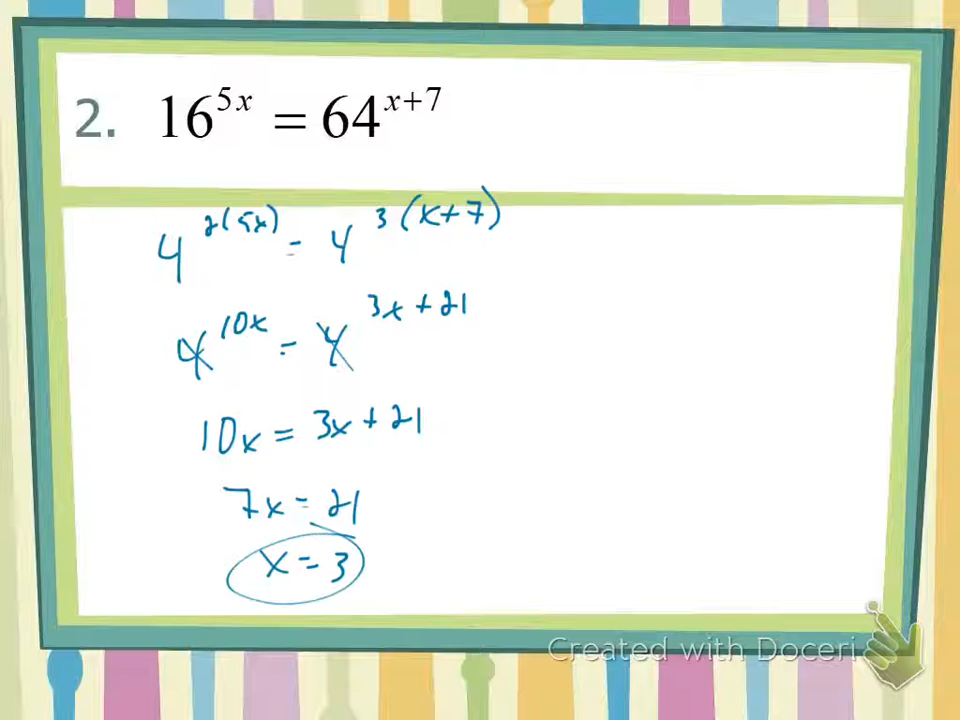 2. 16^{5x} = 64^{x+7}
4^{2(5x)} = 4^{3(x+7)}
4^{10x} = 4^{3x+21}
10x = 3x + 21
7x = 21
x = 3
Created with Doceri